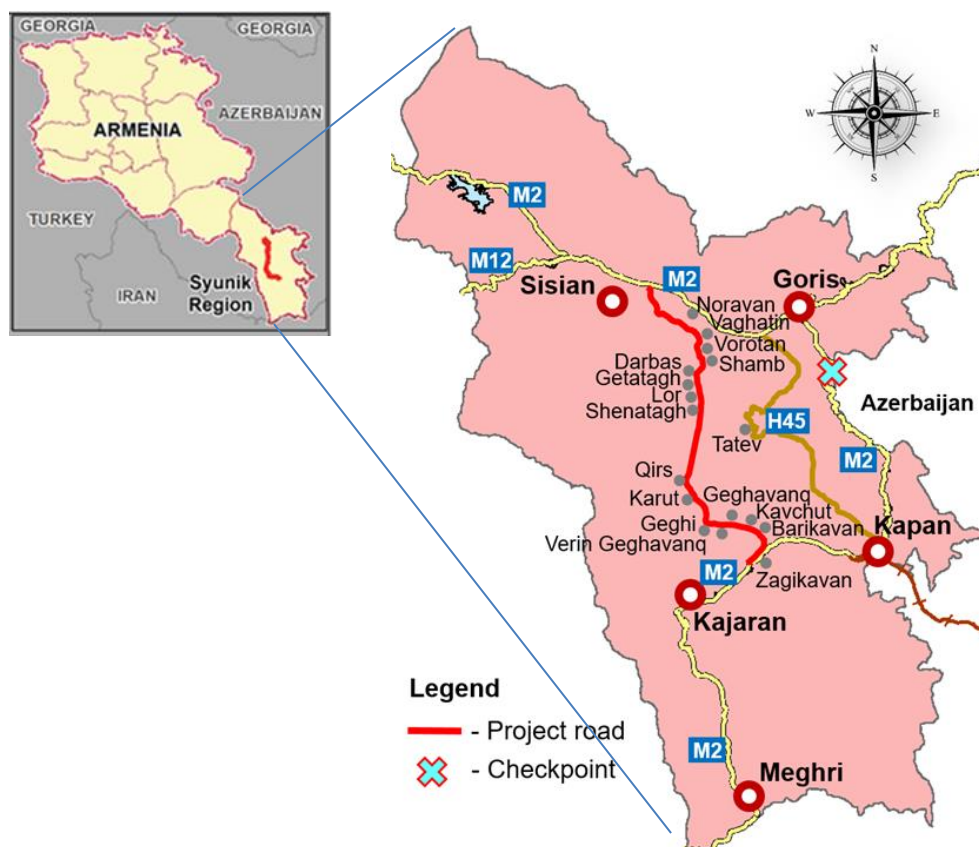 GEORGIA
GEORGIA
AZERBAIJAN
ARMENIA
TURKEY
IRAN
Syunik
Region
N
W
E
S
M2
M12
Sisian
M2
Goris
Noravan
Vaghatin
Vorotan
Shamb
Darbas
Getatagh
Lor
Shenatagh
Azerbaijan
H45
Tatev
M2
Qirs
Karut
Geghavanq
Kavchut
Geghi
Barikavan
Verin Geghavanq
Kapan
M2
Zagikavan
Kajaran
Legend
- Project road
- Checkpoint
M2
Meghri